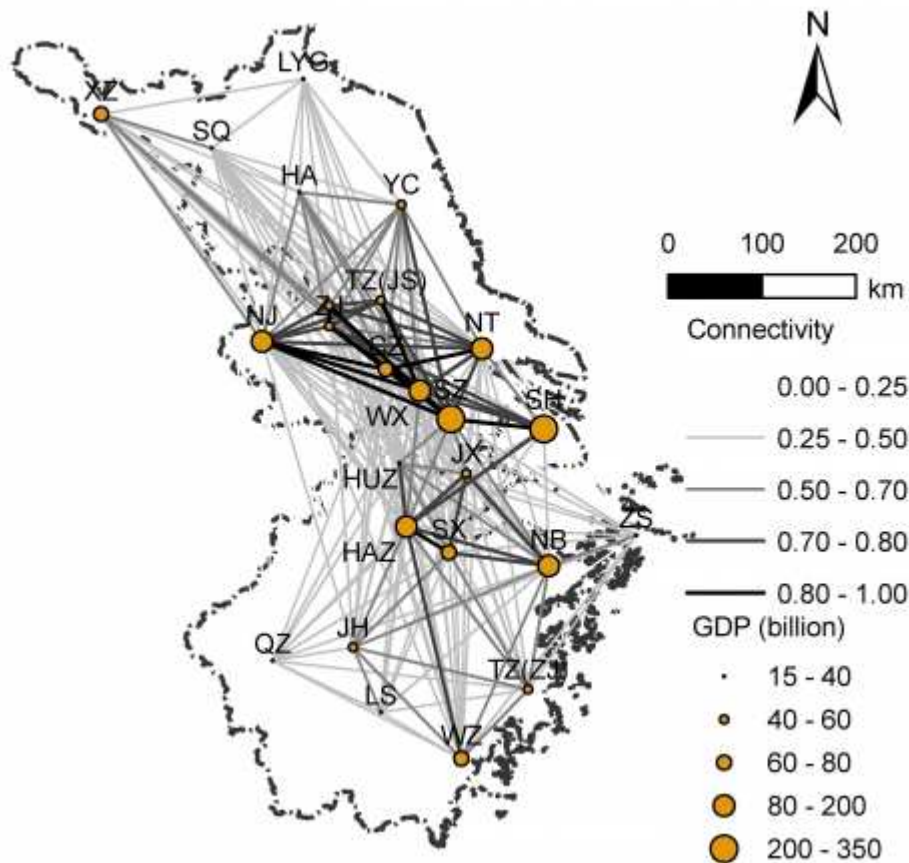 N
LYG
XZ
SQ
HA
YC
0 100 200
km
TZ(JS)
NJ
NT
Connectivity
0.00 - 0.25
SZ
SH
WX
0.25 - 0.50
JX
HUZ
0.50 - 0.70
ZS
SX
NB
HAZ
0.70 - 0.80
0.80 - 1.00
GDP (billion)
JH
QZ
TZ(ZJ)
15 - 40
LS
40 - 60
WZ
60 - 80
80 - 200
200 - 350